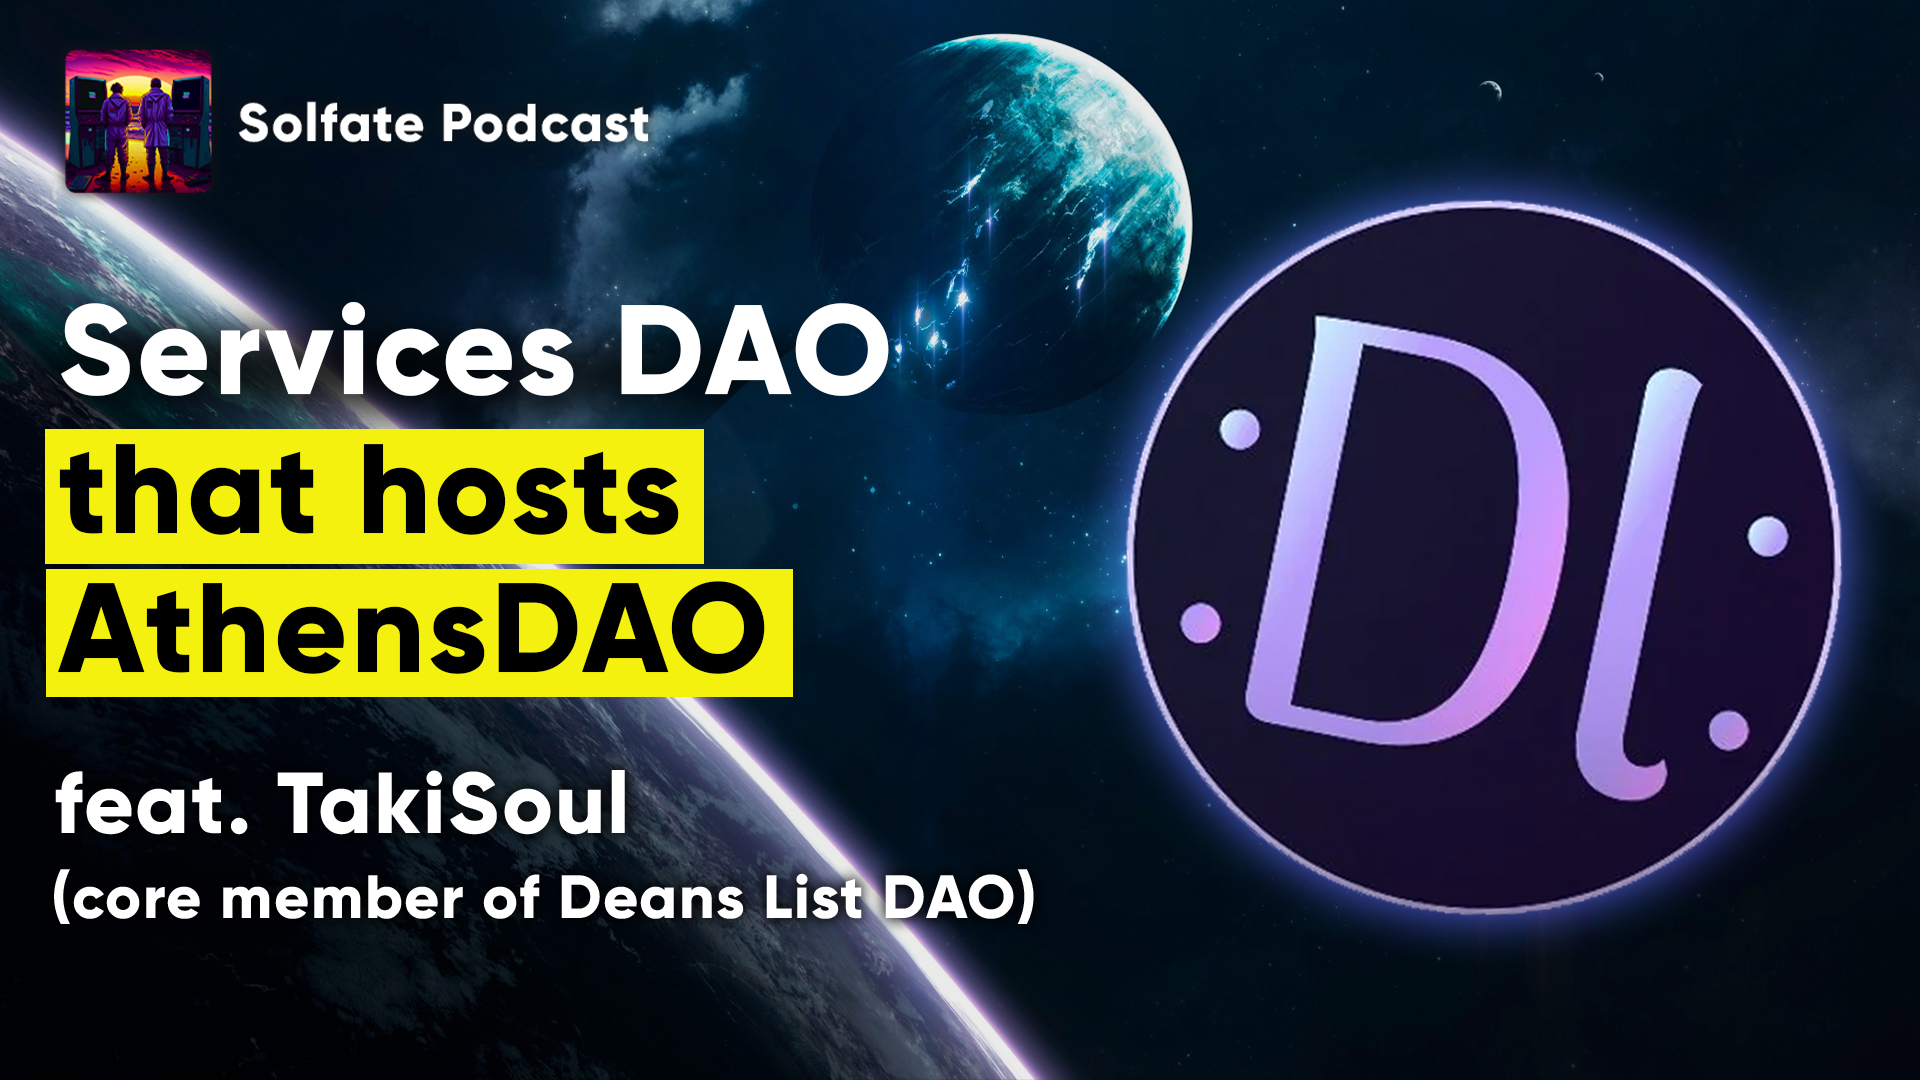 Solfate Podcast
Services DAO
that hosts
AthensDAO
feat. TakiSoul
(core member of Deans List DAO)
Dl